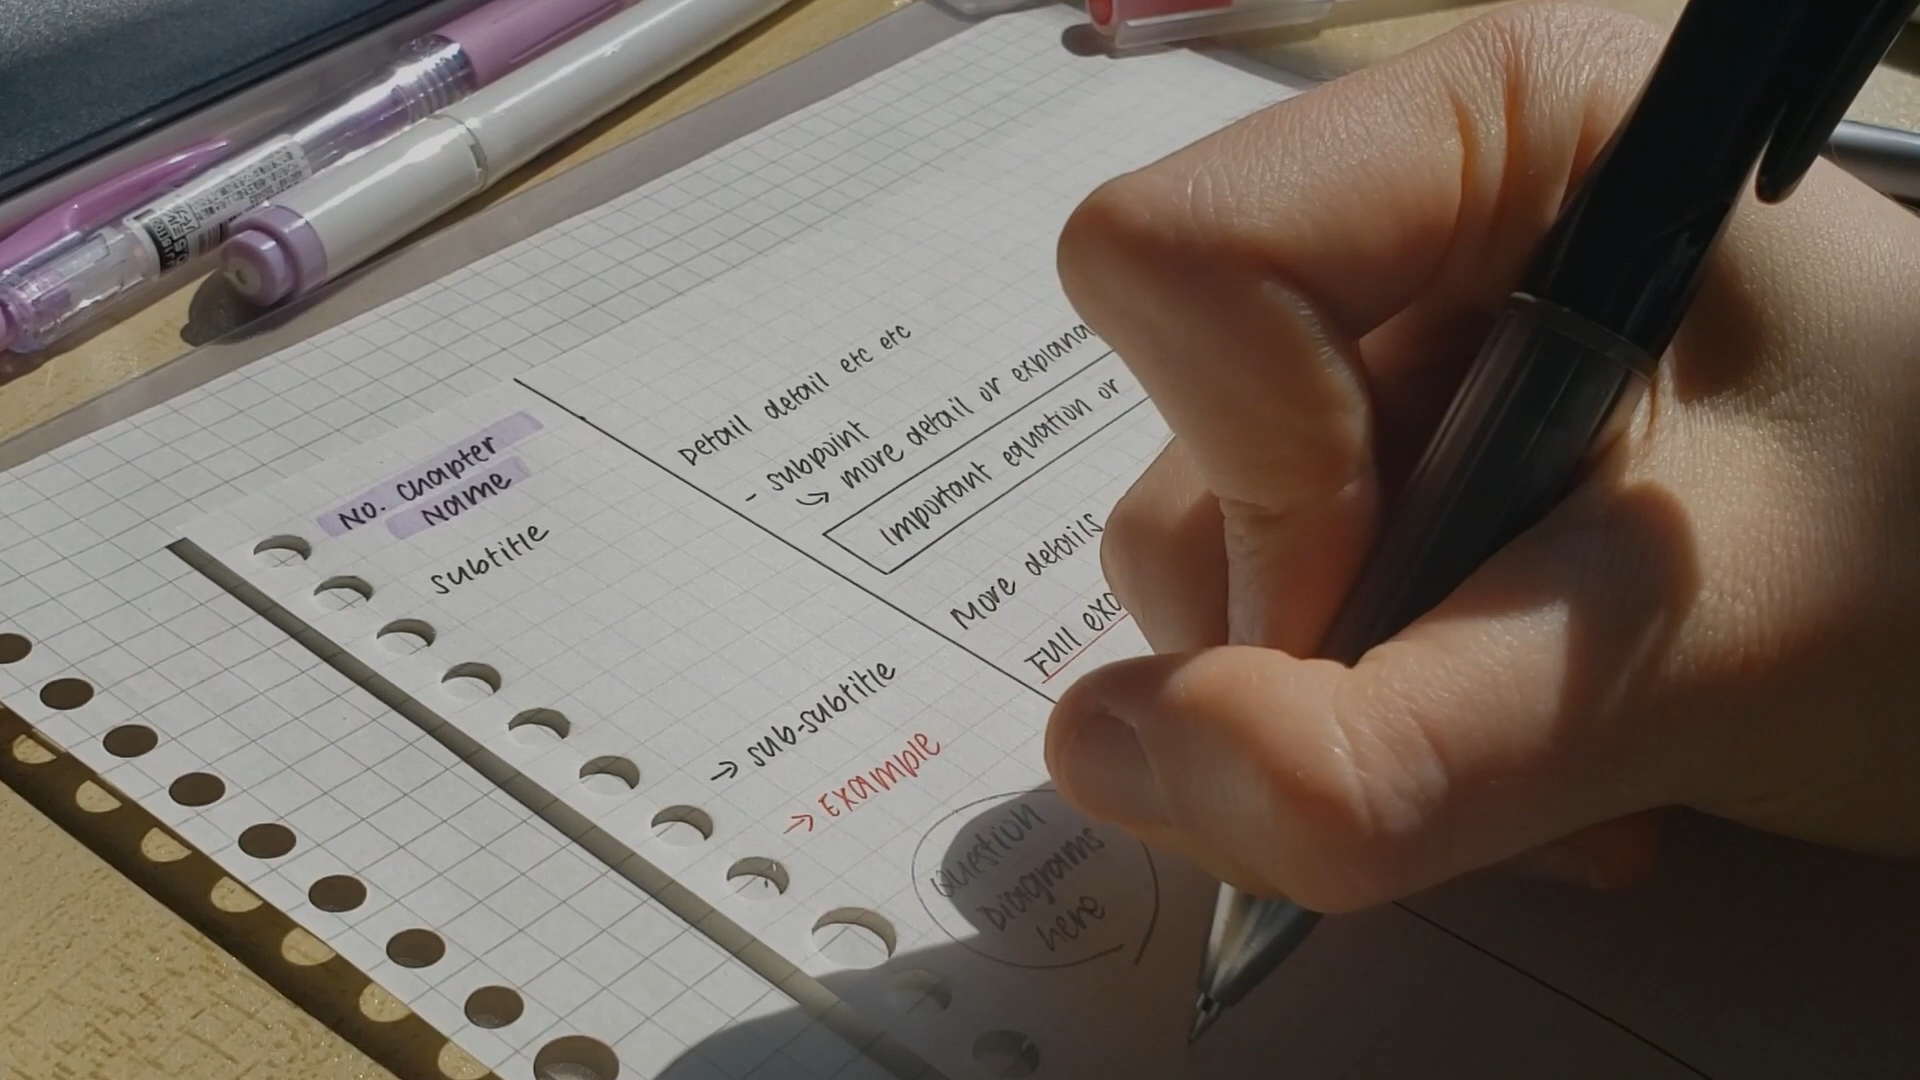 No. chapter
Name
subtitle
→ sub-subtitle
→ Example
Question
Diagrams
here
Detail detail etc etc
- subpoint
↳ more detail or
Important equation or
More details
Full